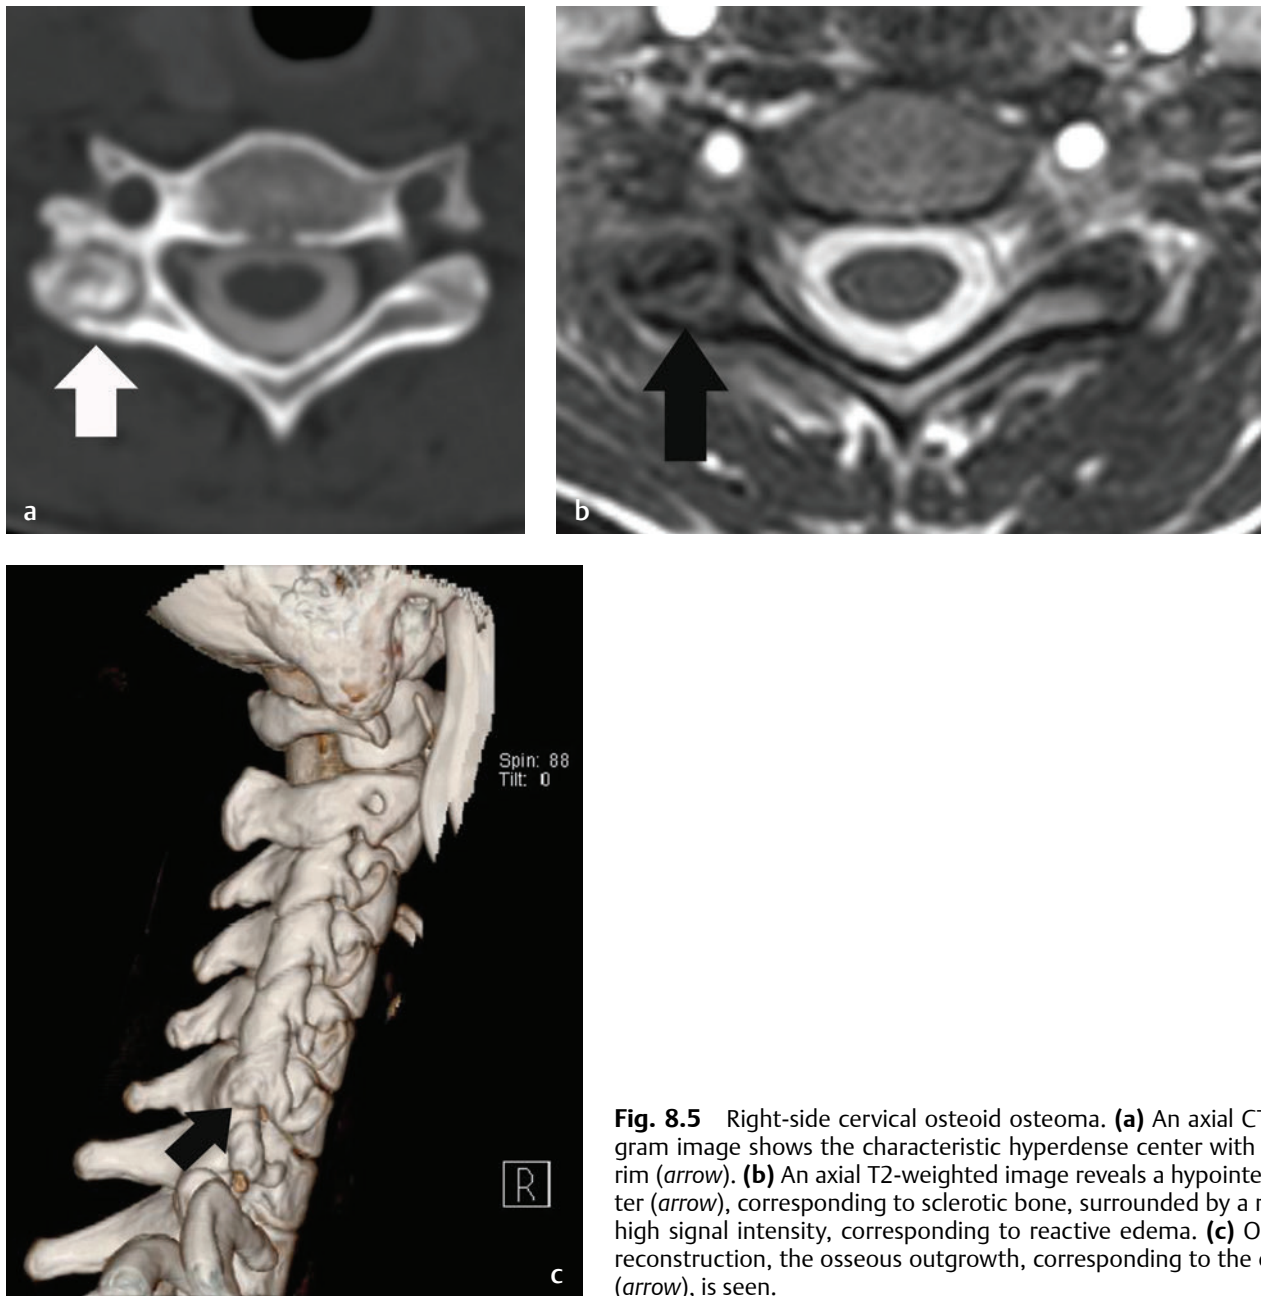 a
b
Spin: 88
Tilt: 0
R
c
Fig. 8.5 Right-side cervical osteoid osteoma. (a) An axial CT
gram image shows the characteristic hyperdense center with
rim (arrow). (b) An axial T2-weighted image reveals a hypointe
ter (arrow), corresponding to sclerotic bone, surrounded by a
high signal intensity, corresponding to reactive edema. (c)
reconstruction, the osseous outgrowth, corresponding to the
(arrow), is seen.